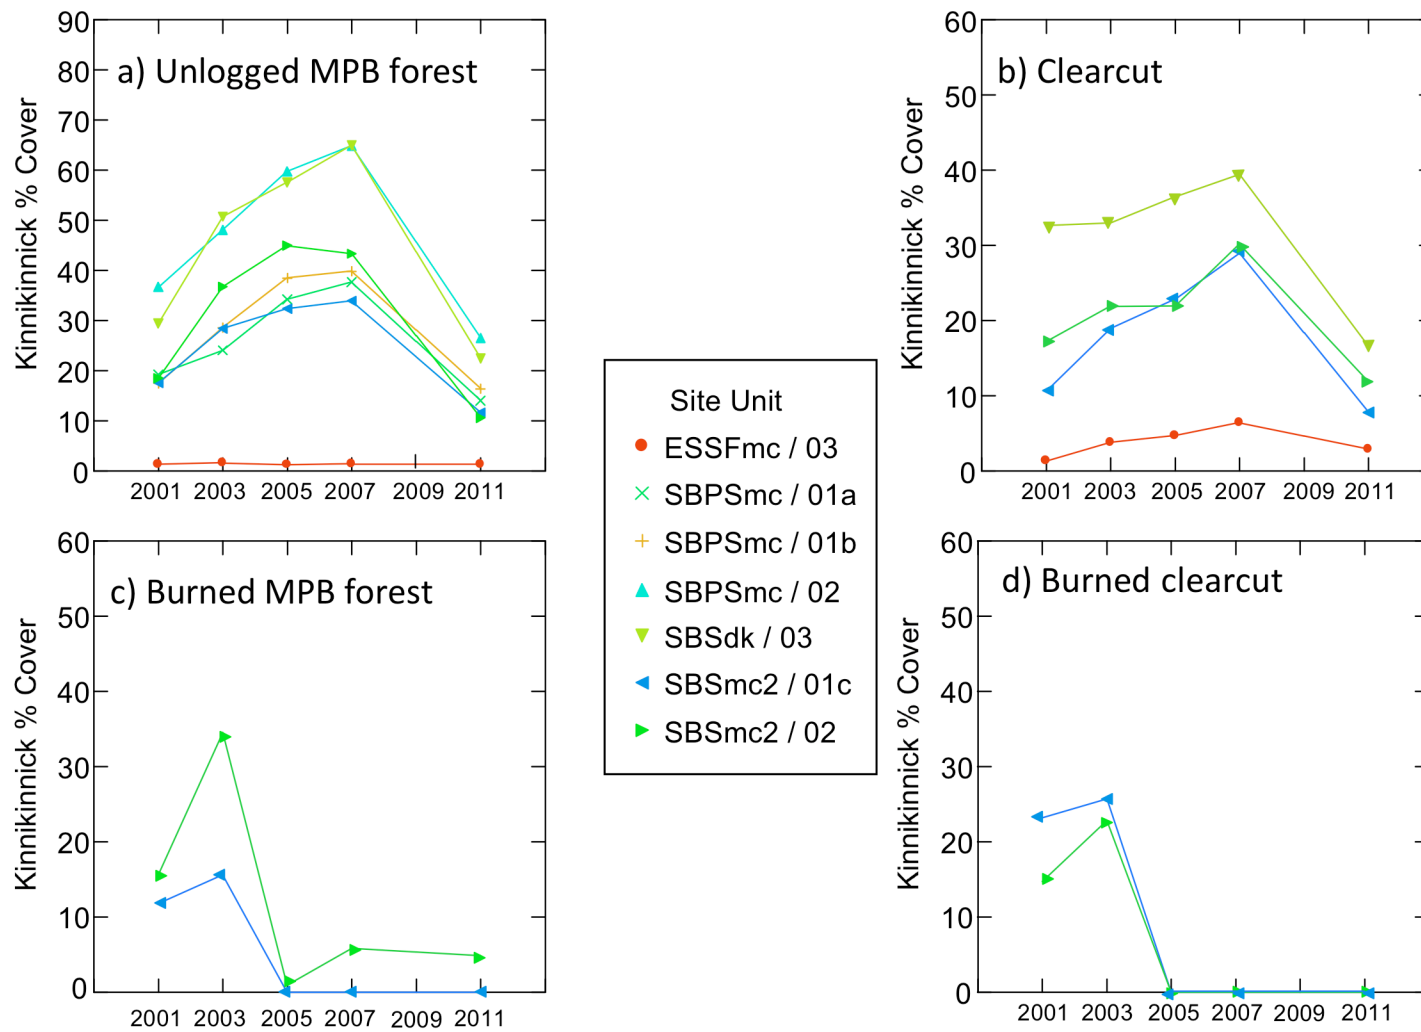 a) Unlogged MPB forest
Kinnikinnick % Cover
90
80
70
60
50
40
30
20
10
0
2001 2003 2005 2007 2009 2011
b) Clearcut
Kinnikinnick % Cover
60
50
40
30
20
10
0
2001 2003 2005 2007 2009 2011
Site Unit
ESSFmc / 03
SBPSmc / 01a
SBPSmc / 01b
SBPSmc / 02
SBSdk / 03
SBSmc2 / 01c
SBSmc2 / 02
c) Burned MPB forest
Kinnikinnick % Cover
60
50
40
30
20
10
0
2001 2003 2005 2007 2009 2011
d) Burned clearcut
Kinnikinnick % Cover
60
50
40
30
20
10
0
2001 2003 2005 2007 2009 2011